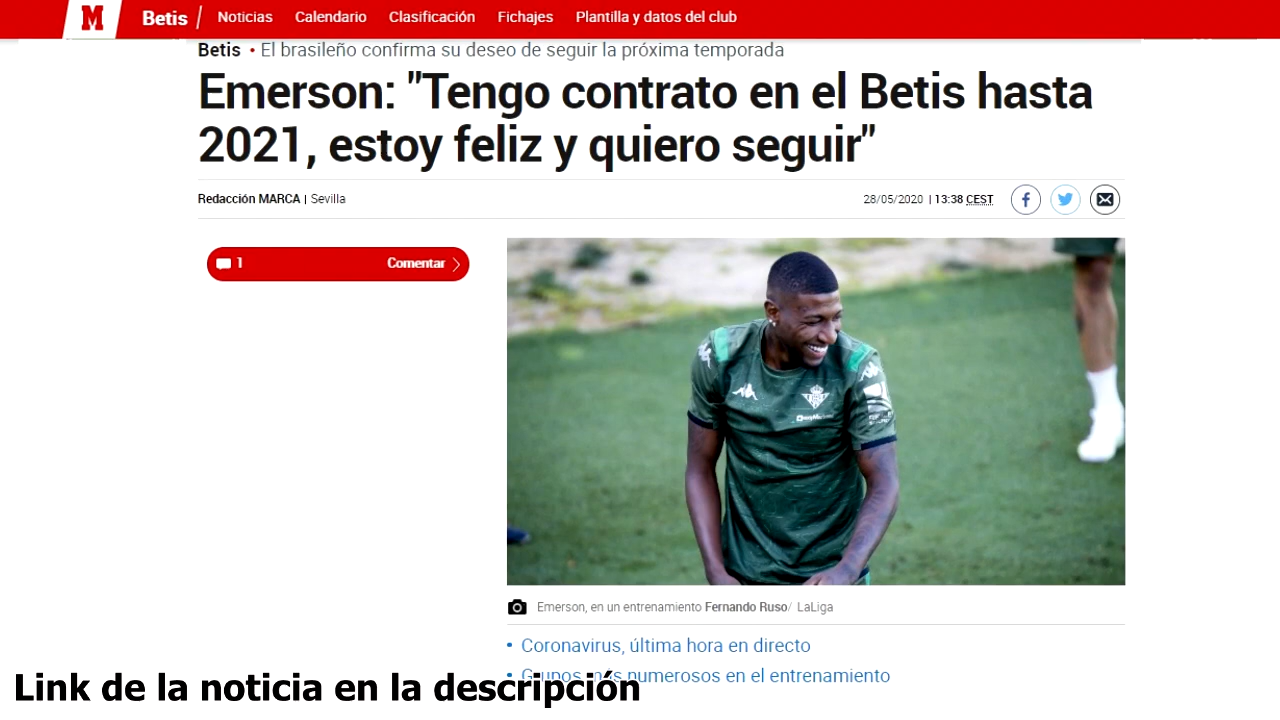 M Betis Noticias Calendario Clasificación Fichajes Plantilla y datos del club
Betis • El brasileño confirma su deseo de seguir la próxima temporada
Emerson: "Tengo contrato en el Betis hasta
2021, estoy feliz y quiero seguir"
Redacción MARCA | Sevilla
28/05/2020 | 13:38 CEST
1 Comentar
Emerson, en un entrenamiento Fernando Ruso/ LaLiga
• Coronavirus, última hora en directo
• Grupos más numerosos en el entrenamiento
Link de la noticia en la descripción